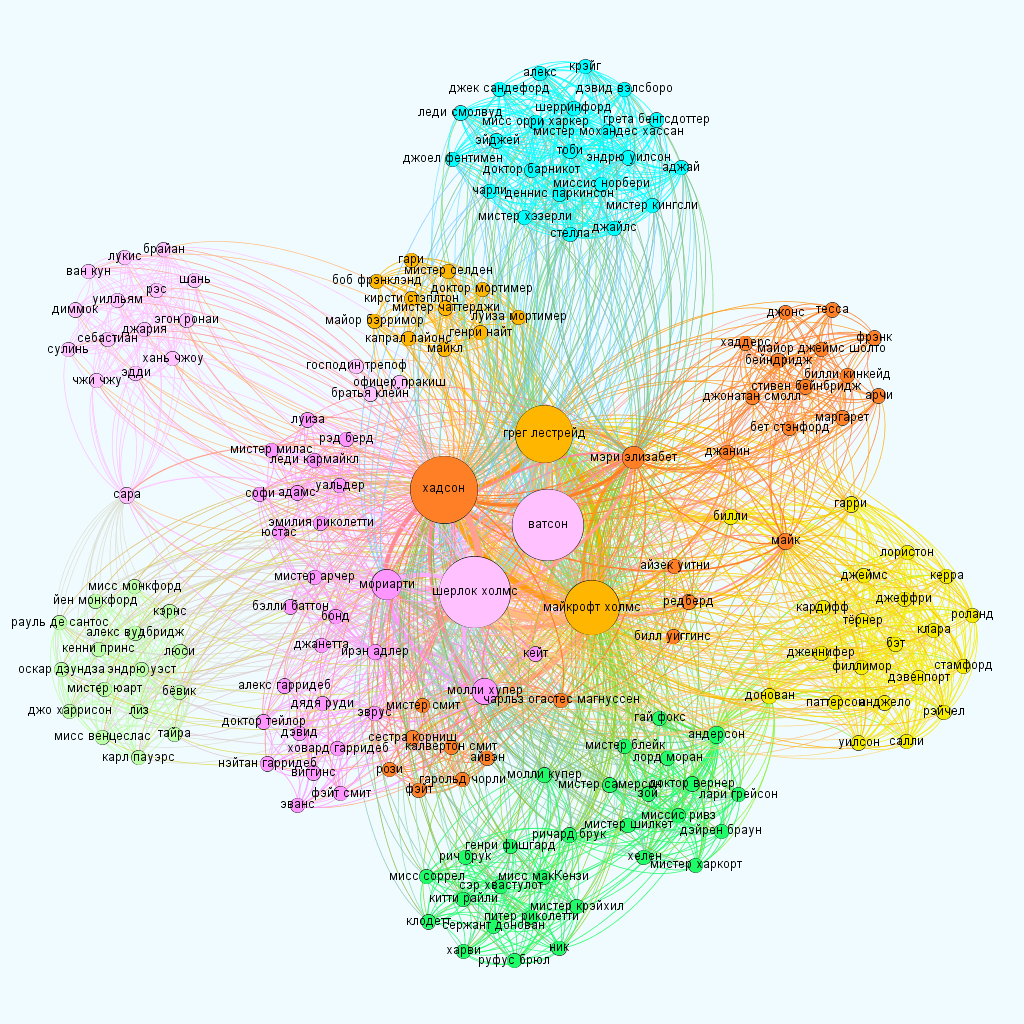 крэйг
алекс
джек сандефорд
дэвид вэлсборо
шерринфорд
леди смолвуд
мисс орри харкер
грета бенгсдоттер
мистер мохандес хассан
эйджей
тоби
джоел фентимен
эндрю уилсон
доктор барникот
аджай
миссис норбери
чарли
деннис паркинсон
мистер кингсли
мистер хэзерли
джайлс
стелла
брайан
лукис
ван кун
шань
рэс
уилльям
диммок
эгон ронаи
джария
себастиан
сулинь
хань чжоу
эдди
чжи чжу
гари
мистер селден
боб фрэнклэнд
доктор мортимер
кирсти стэплтон
мистер чаттерджи
луиза мортимер
майор бэрримор
генри найт
капрал лайонс
майкл
господин трепоф
офицер пракиш
братья клейн
тесса
джонс
фрэнк
хаддерс
майор джеймс шолто
бейндридж
билли кинкейд
стивен бейнбридж
джонатан смолл
арчи
маргарет
бет стэнфорд
джанин
луиза
рэд берд
мистер милас
леди кармайкл
уальдер
софи адамс
эмилия риколетти
юстас
сара
грег лестрейд
мэри элизабет
хадсон
ватсон
билли
майк
гарри
лористон
айзек уитни
джеймс
керра
джеффри
кардифф
роланд
тёрнер
клара
бэт
дженнифер
филлимор
стамфорд
дэвенпорт
донован
паттерсон
анджело
рэйчел
уилсон
салли
мистер арчер
мориарти
шерлок холмс
майкрофт холмс
редберд
бэлли баттон
бонд
билл уиггинс
джанетта
ирэн адлер
кейт
мисс монкфорд
йен монкфорд
кэрнс
рауль де сантос
алекс вудбридж
кенни принс
люси
оскар дзундза
эндрю уэст
мистер юарт
бёвик
джо харрисон
лиз
мисс венцеслас
тайра
карл пауэрс
алекс гарридеб
молли хупер
чарльз огастес магнуссен
дядя руди
эврус
мистер смит
доктор тейлор
дэвид
сестра корниш
ховард гарридеб
калвертон смит
айвэн
нэйтан гарридеб
виггинс
рози
гарольд чорли
фэйт
фэйт смит
эванс
гай фокс
андерсон
мистер блейк
лорд моран
молли купер
мистер самерсон
доктор вернер
зой
лари грейсон
миссис ривз
мистер шилкет
дэйрен браун
ричард брук
генри фишгард
рич брук
хелен
мистер харкорт
мисс соррел
мисс макКензи
сэр хвастулот
китти райли
мистер крэйхил
питер риколетти
клодетт
сержант донован
харви
ник
руфус брюл